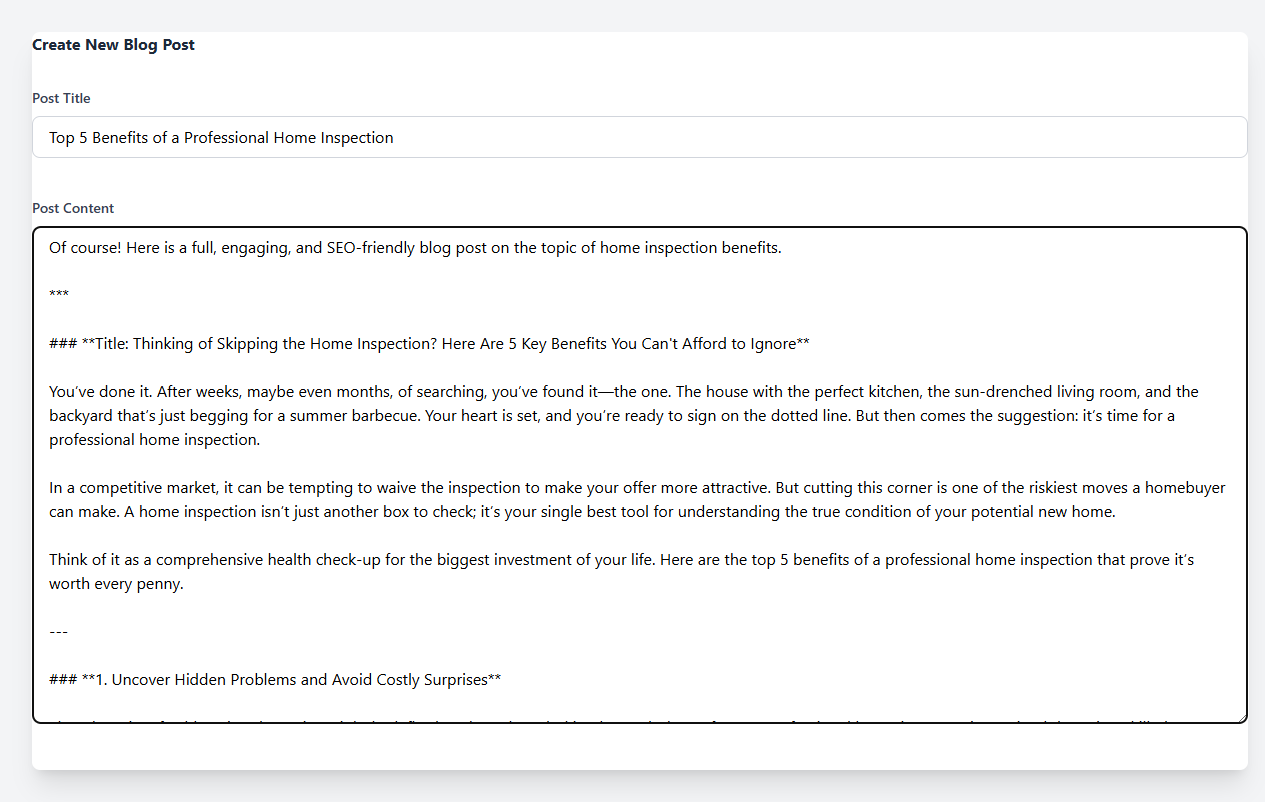 Create New Blog Post
Post Title
Top 5 Benefits of a Professional Home Inspection
Post Content
Of course! Here is a full, engaging, and SEO-friendly blog post on the topic of home inspection benefits.
***
### **Title: Thinking of Skipping the Home Inspection? Here Are 5 Key Benefits You Can't Afford to Ignore**
You’ve done it. After weeks, maybe even months, of searching, you’ve found it—the one. The house with the perfect kitchen, the sun-drenched living room, and the
backyard that’s just begging for a summer barbecue. Your heart is set, and you’re ready to sign on the dotted line. But then comes the suggestion: it’s time for a
professional home inspection.
In a competitive market, it can be tempting to waive the inspection to make your offer more attractive. But cutting this corner is one of the riskiest moves a homebuyer
can make. A home inspection isn’t just another box to check; it’s your single best tool for understanding the true condition of your potential new home.
Think of it as a comprehensive health check-up for the biggest investment of your life. Here are the top 5 benefits of a professional home inspection that prove it’s
worth every penny.
---
### **1. Uncover Hidden Problems and Avoid Costly Surprises**